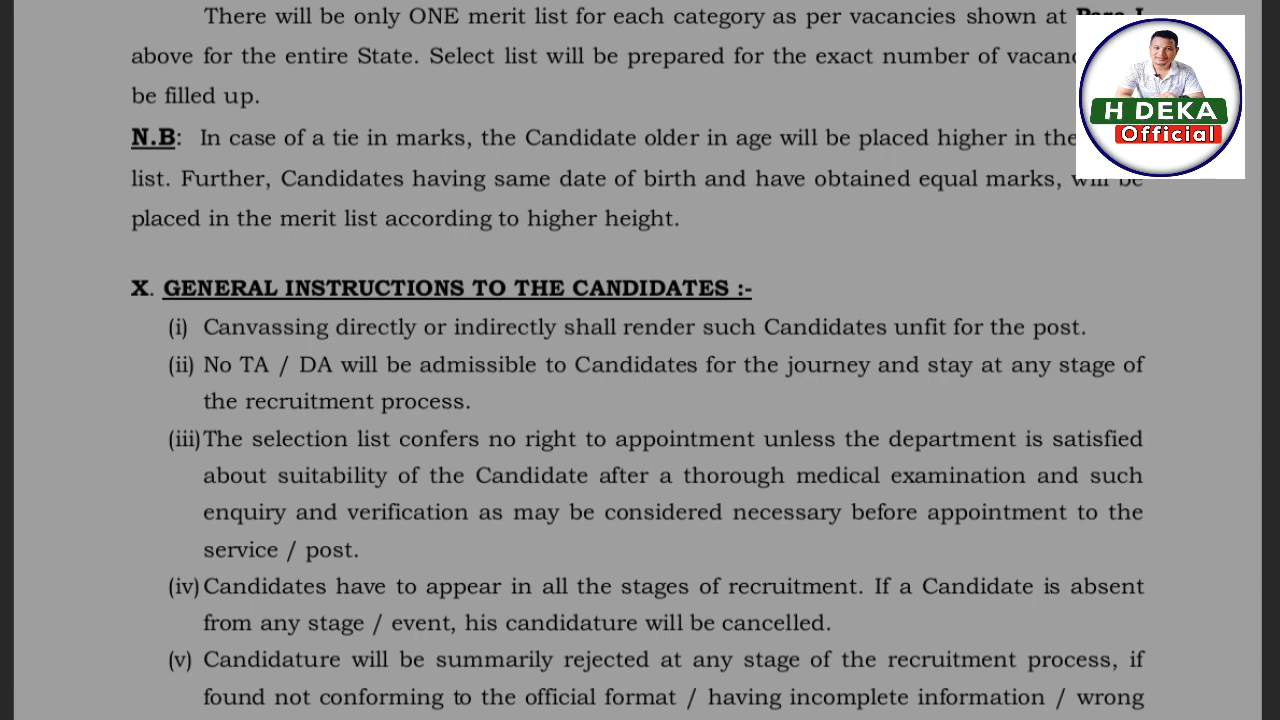 There will be only ONE merit list for each category as per vacancies shown at
above for the entire State. Select list will be prepared for the exact number of
be filled up.
N.B: In case of a tie in marks, the Candidate older in age will be placed higher in the
list. Further, Candidates having same date of birth and have obtained equal marks, will be
placed in the merit list according to higher height.
X. GENERAL INSTRUCTIONS TO THE CANDIDATES :-
(i) Canvassing directly or indirectly shall render such Candidates unfit for the post.
(ii) No TA / DA will be admissible to Candidates for the journey and stay at any stage of
the recruitment process.
(iii) The selection list confers no right to appointment unless the department is satisfied
about suitability of the Candidate after a thorough medical examination and such
enquiry and verification as may be considered necessary before appointment to the
service / post.
(iv) Candidates have to appear in all the stages of recruitment. If a Candidate is absent
from any stage / event, his candidature will be cancelled.
(v) Candidature will be summarily rejected at any stage of the recruitment process, if
found not conforming to the official format / having incomplete information / wrong
H DEKA
Official